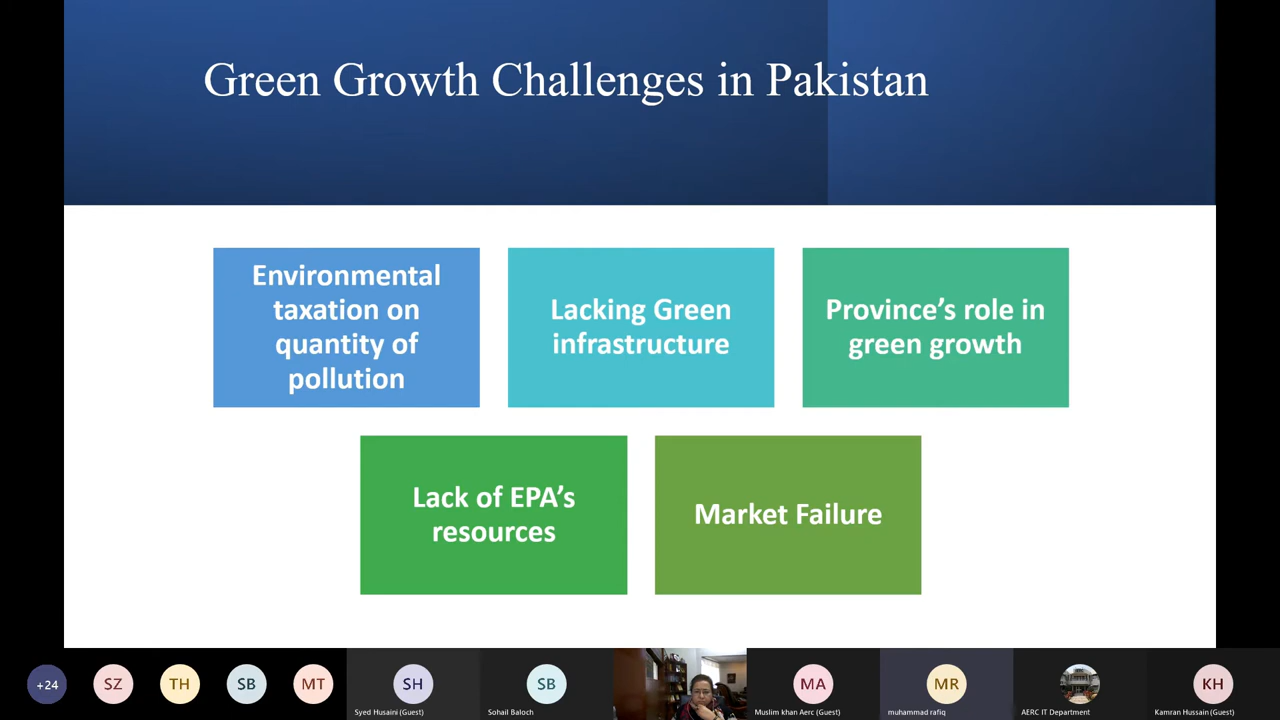 Green Growth Challenges in Pakistan
Environmental
taxation on
quantity of
pollution
Lacking Green
infrastructure
Province’s role in
green growth
Lack of EPA’s
resources
Market Failure
+24
SZ
TH
SB
MT
SH
Syed Husaini (Guest)
SB
Sohail Baloch
MA
Muslim khan Aerc (Guest)
MR
muhammad rafiq
AERC IT Department
KH
Kamran Hussain (Guest)